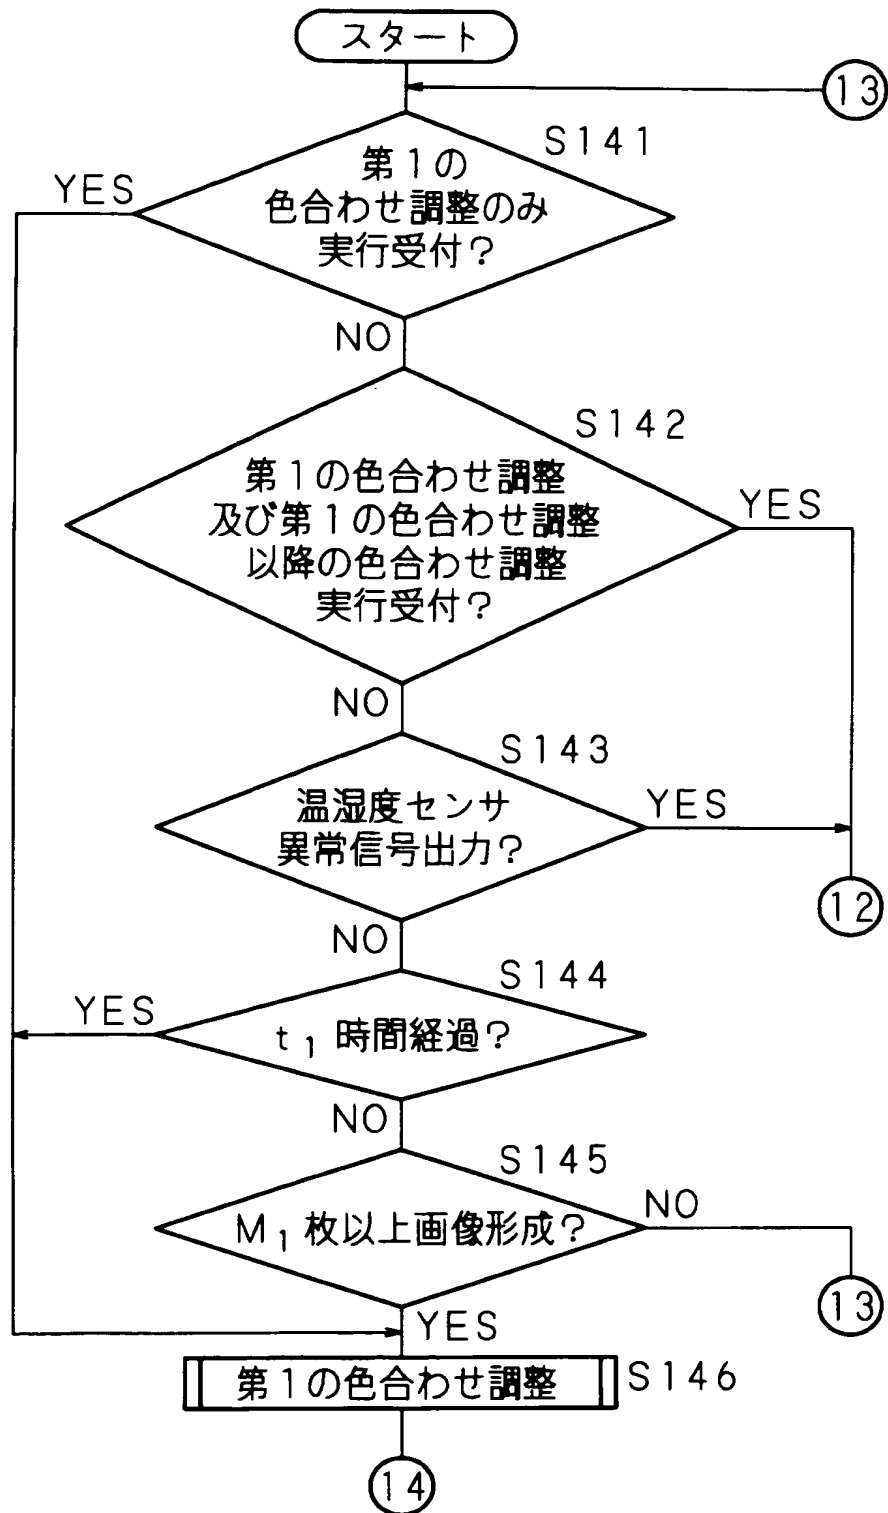 スタート
13
S141
第1の
色合わせ調整のみ
実行受付?
YES
NO
S142
第1の色合わせ調整
及び第1の色合わせ調整
以降の色合わせ調整
実行受付?
YES
NO
S143
温湿度センサ
異常信号出力?
YES
12
NO
S144
t1 時間経過?
YES
NO
S145
M1 枚以上画像形成?
NO
13
YES
第1の色合わせ調整
S146
14